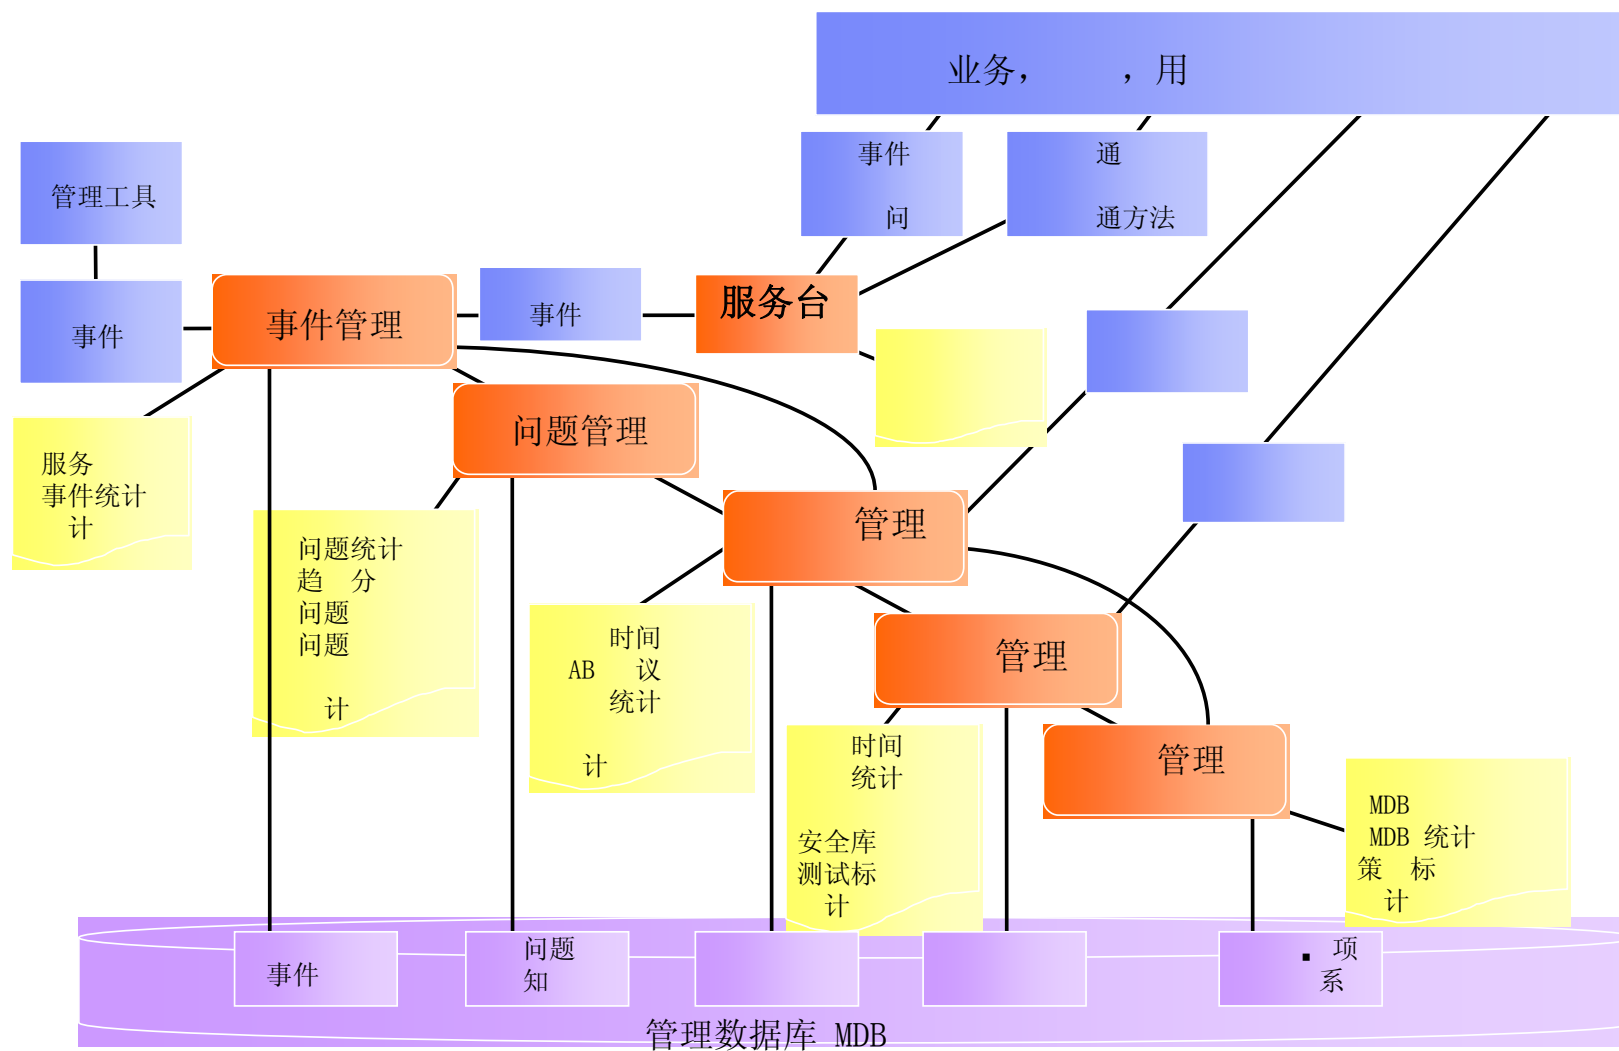 业务， ，用
事件
问
通
通方法
管理工具
事件
事件管理
事件
服务台
问题管理
服务
事件统计
计
问题统计
趋 分
问题
问题
计
管理
时间
AB 议
统计
计
管理
时间
统计
安全库
测试标
计
管理
MDB
MDB 统计
策 标
计
事件
问题
知
▪ 项
系
管理数据库 MDB